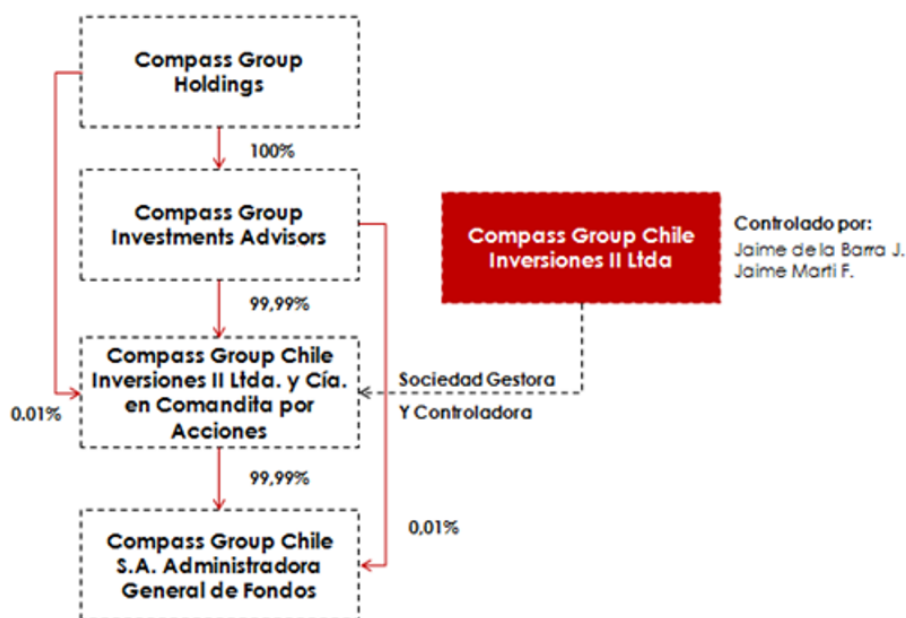 Compass Group
Holdings
100%
Compass Group
Investments Advisors
99,99%
Compass Group Chile
Inversiones II Ltda. y Cía.
en Comandita por
Acciones
0.01%
99,99%
Compass Group Chile
S.A. Administradora
General de Fondos
0,01%
Compass Group Chile
Inversiones II Ltda
Controlado por:
Jaime de la Barra J.
Jaime Marti F.
Sociedad Gestora
Y Controladora